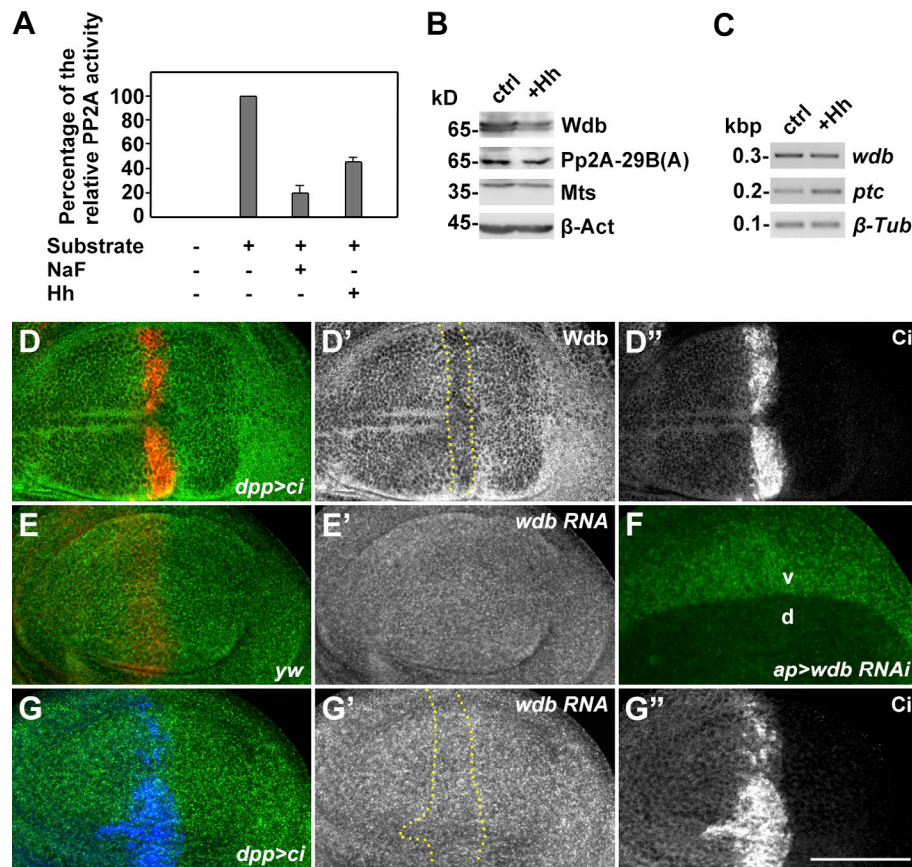 A
Percentage of the
relative PP2A activity
100
80
60
40
20
0
Substrate - + + +
NaF - - + -
Hh - - - +
B
kD
ctrl +Hh
65- Wdb
65- Pp2A-29B(A)
35- Mts
45- β-Act
C
kbp
ctrl +Hh
0.3- wdb
0.2- ptc
0.1- β-Tub
D dpp>ci
D' Wdb
D" Ci
E yw
E' wdb RNA
F v d ap>wdb RNAi
G dpp>ci
G' wdb RNA
G" Ci